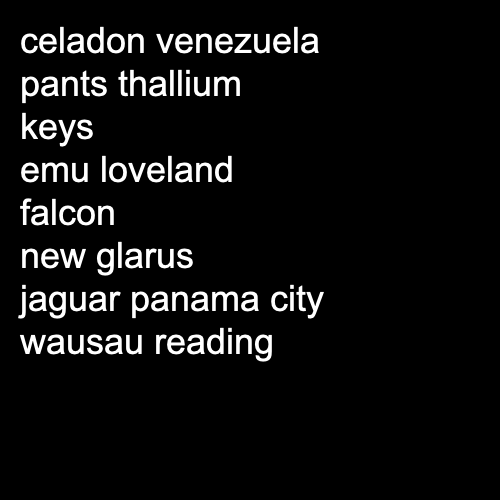 celadon venezuela
pants thallium
keys
emu loveland
falcon
new glarus
jaguar panama city
wausau reading